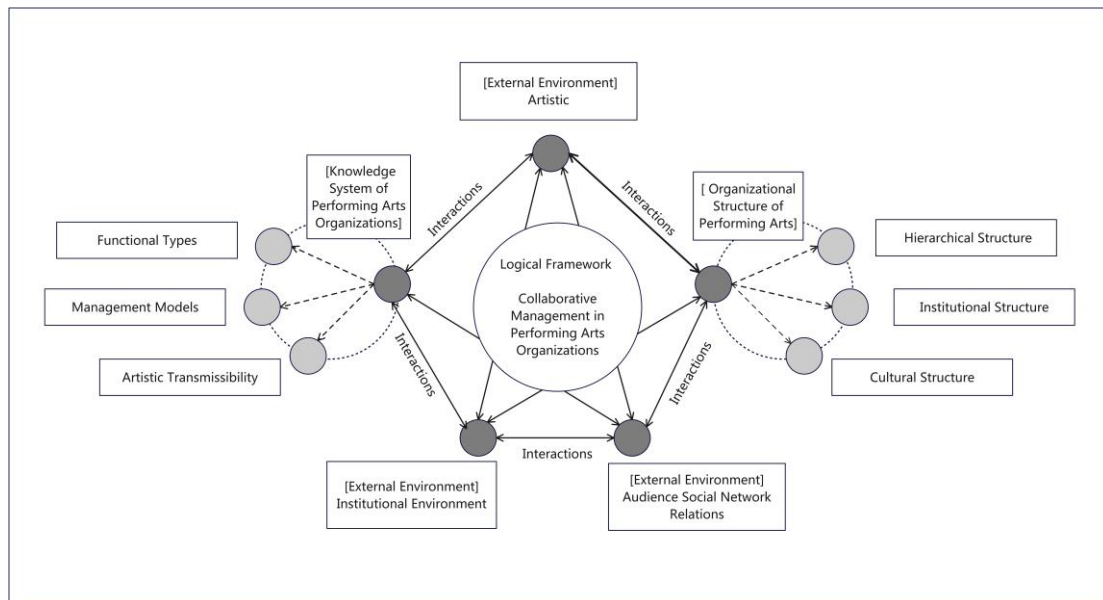 [External Environment]
Artistic
[Knowledge
System of
Performing Arts
Organizations]
Interactions
Interactions
[ Organizational
Structure of
Performing Arts]
Functional Types
Hierarchical Structure
Logical Framework
Collaborative
Management in
Performing Arts
Organizations
Management Models
Institutional Structure
Artistic Transmissibility
Interactions
Interactions
Cultural Structure
Interactions
[External Environment]
Institutional Environment
[External Environment]
Audience Social Network
Relations